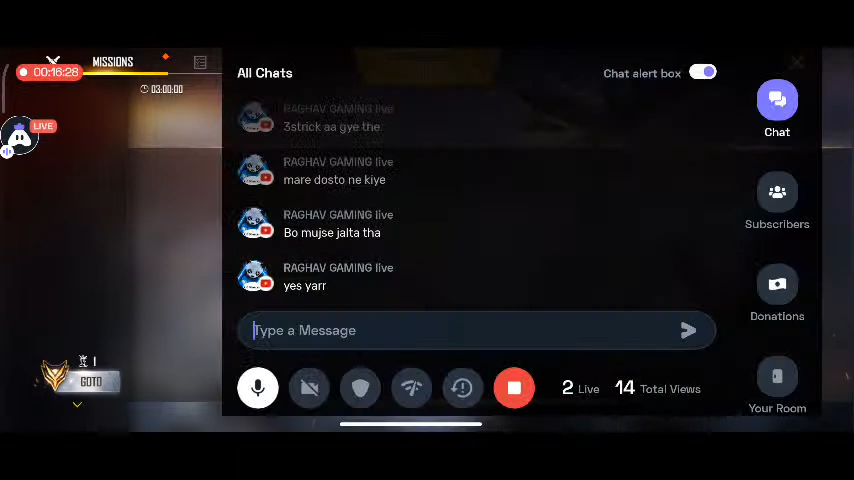 MISSIONS
00:16:28
03:00:00
LIVE
1
GOTO
All Chats
Chat alert box
RAGHAV GAMING live
3strick aa gye the
RAGHAV GAMING live
mare dosto ne kiye
RAGHAV GAMING live
Bo mujse jalta tha
RAGHAV GAMING live
yes yarr
Type a Message
2 Live 14 Total Views
Chat
Subscribers
Donations
Your Room